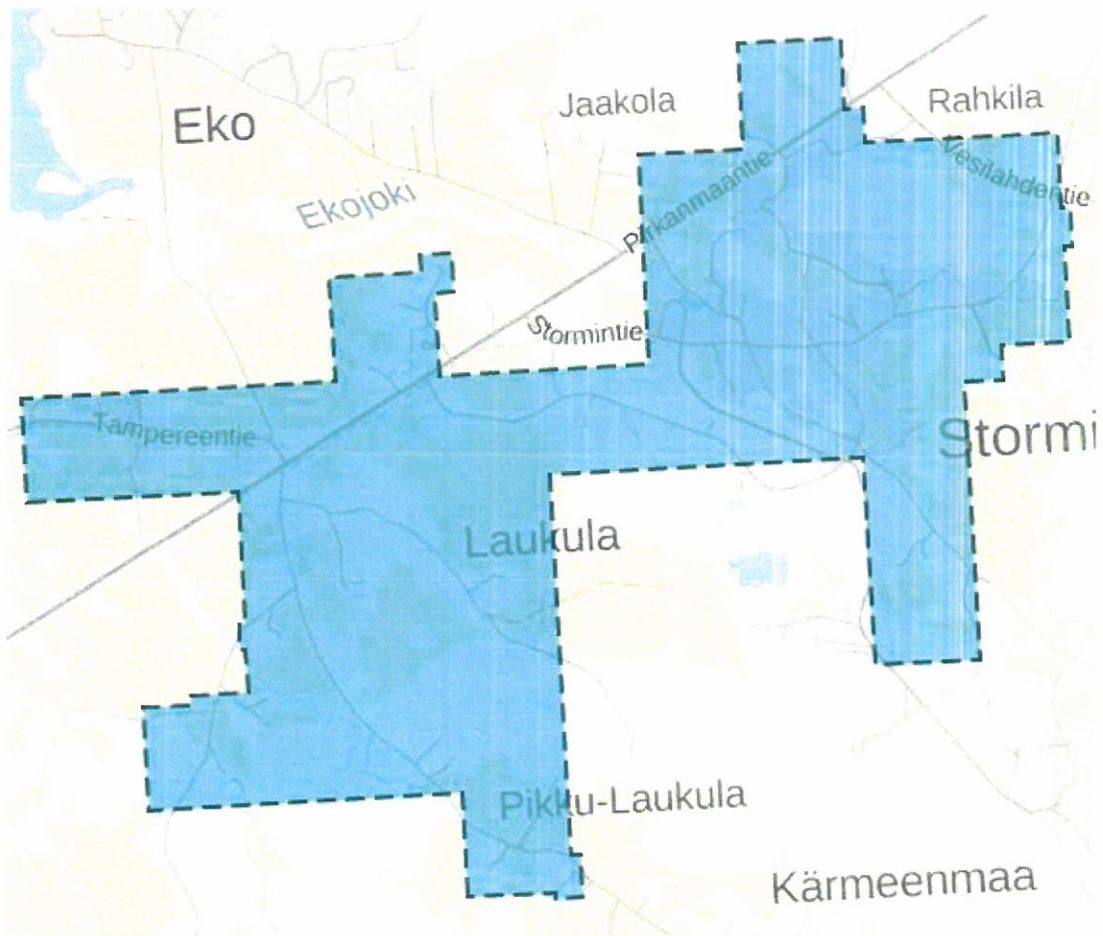 Jaakola
Rahkila
Eko
Vesilahdentie
Ekojoki
Pirkanmaantie
Stormintie
Tampereentie
Stormi
Laukula
Pikku-Laukula
Kärmeenmaa